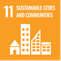 11 SUSTAINABLE CITIES
AND COMMUNITIES